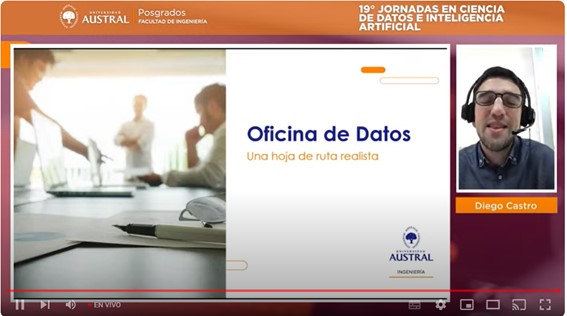 UNIVERSIDAD
AUSTRAL
Posgrados
FACULTAD DE INGENIERÍA
19° JORNADAS EN CIENCIA
DE DATOS E INTELIGENCIA
ARTIFICIAL
Oficina de Datos
Una hoja de ruta realista
Diego Castro
UNIVERSIDAD
AUSTRAL
INGENIERÍA
EN VIVO